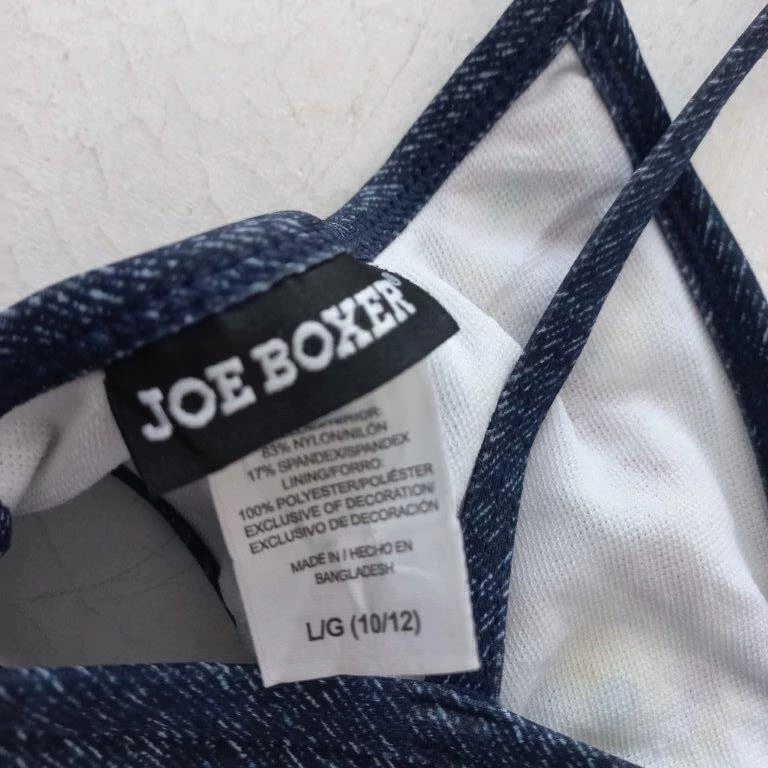 JOE BOXER
83% NYLON/NILÓN
17% SPANDEX/SPANDEX
LINING/FORRO:
100% POLYESTER/POLIÉSTER
EXCLUSIVE OF DECORATION/
EXCLUSIVO DE DECORACIÓN
MADE IN / HECHO EN
BANGLADESH
L/G (10/12)